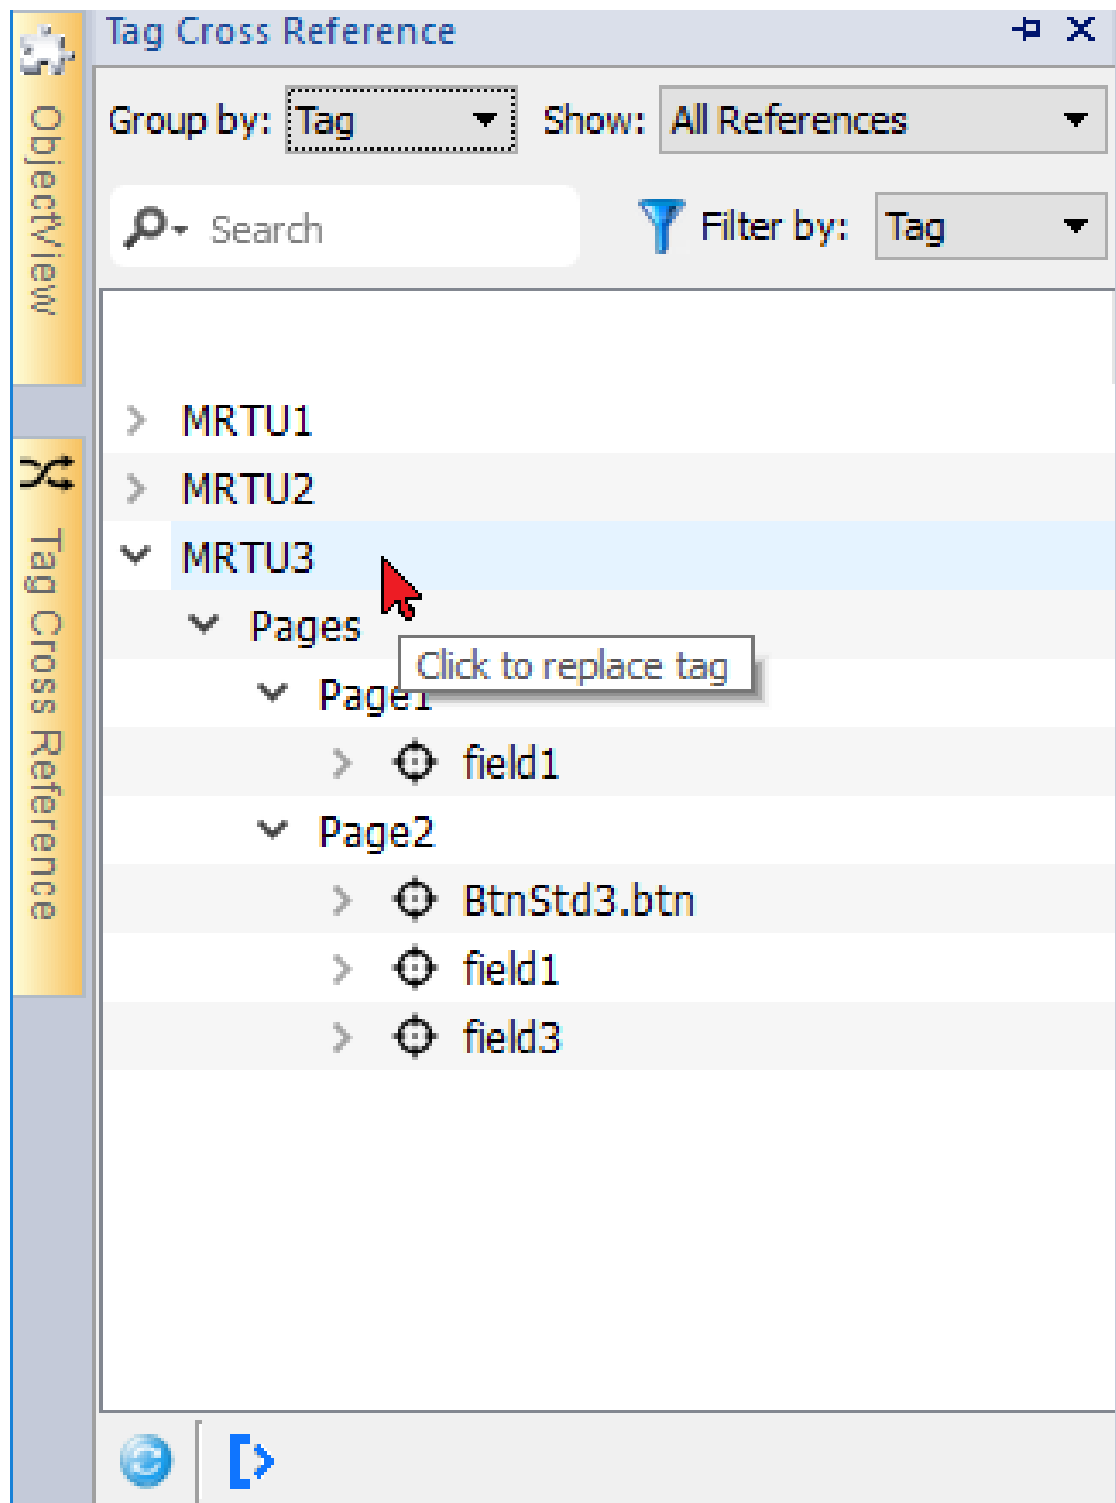 Tag Cross Reference
Group by: Tag Show: All References
Search Filter by: Tag
ObjectView
Tag Cross Reference
MRTU1
MRTU2
MRTU3
Pages
Click to replace tag
Page1
field1
Page2
BtnStd3.btn
field1
field3